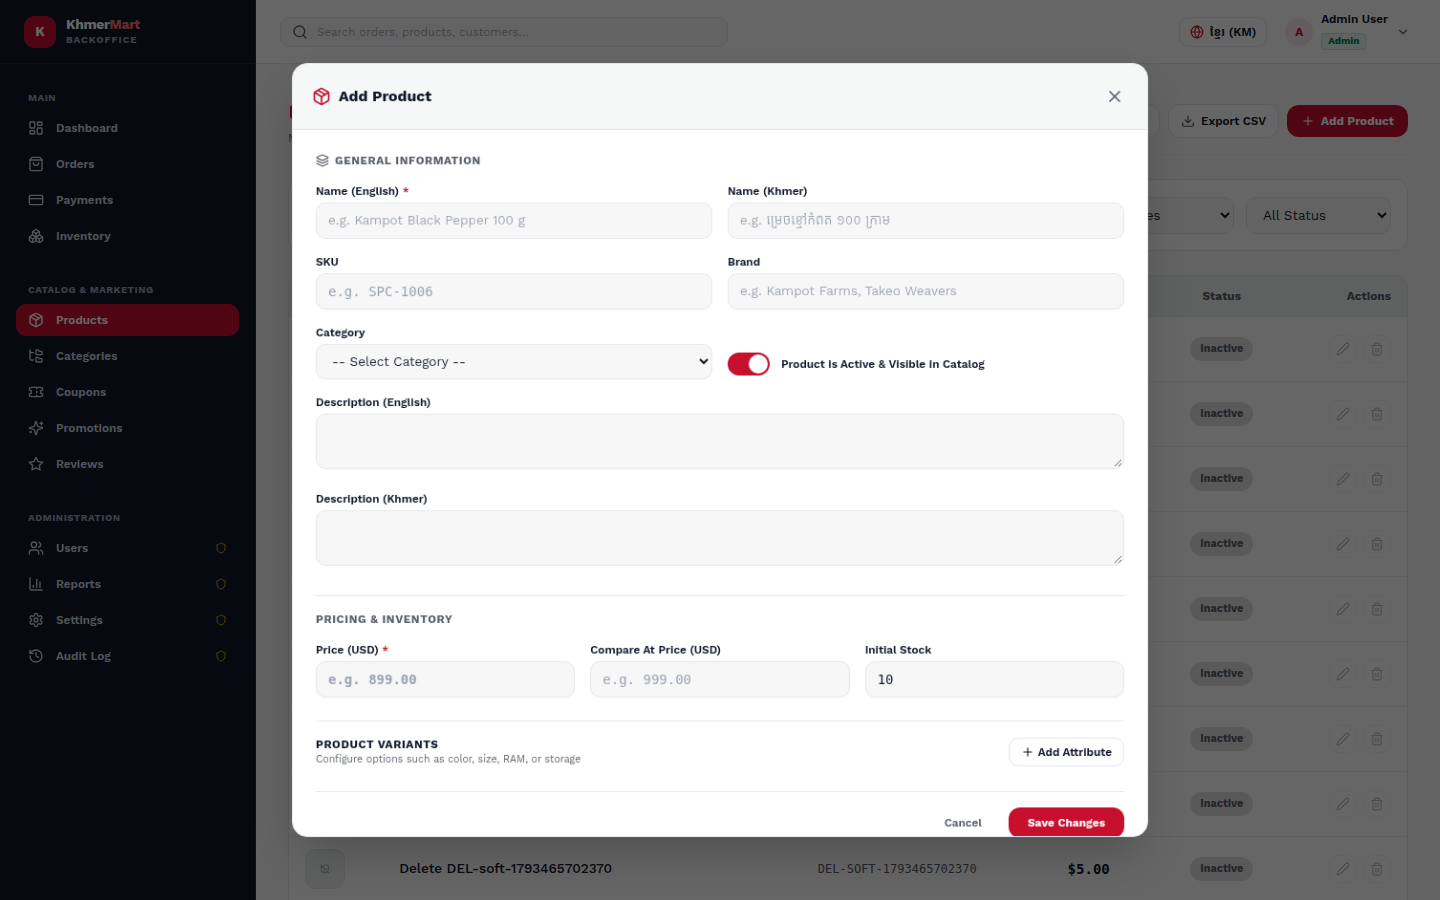 K
KhmerMart
BACKOFFICE
Search orders, products, customers...
ខ្មែរ (KM)
A
Admin User
Admin
MAIN
Dashboard
Orders
Payments
Inventory
CATALOG & MARKETING
Products
Categories
Coupons
Promotions
Reviews
ADMINISTRATION
Users
Reports
Settings
Audit Log
Export CSV
Add Product
All Status
Status
Actions
Inactive
Inactive
Inactive
Inactive
Inactive
Inactive
Inactive
Inactive
Delete DEL-soft-1793465702370
DEL-SOFT-1793465702370
$5.00
Inactive
Add Product
GENERAL INFORMATION
Name (English) *
Name (Khmer)
e.g. Kampot Black Pepper 100 g
e.g. ម្រេចខ្មៅកំពត ១០០ ក្រាម
SKU
Brand
e.g. SPC-1006
e.g. Kampot Farms, Takeo Weavers
Category
-- Select Category --
Product is Active & Visible in Catalog
Description (English)
Description (Khmer)
PRICING & INVENTORY
Price (USD) *
Compare At Price (USD)
Initial Stock
e.g. 899.00
e.g. 999.00
10
PRODUCT VARIANTS
Configure options such as color, size, RAM, or storage
Add Attribute
Cancel
Save Changes